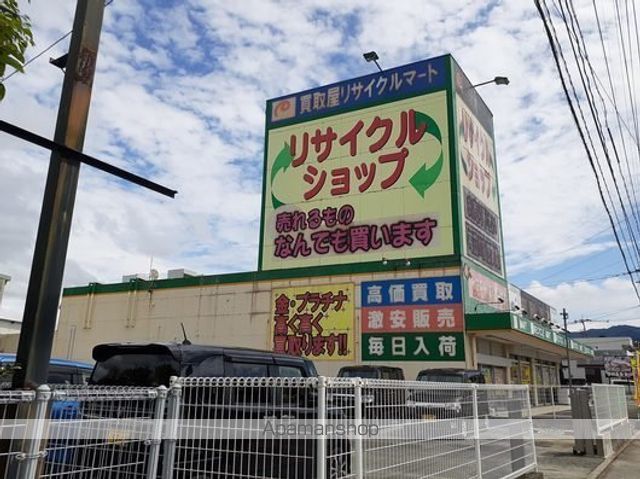 買取屋リサイクルマート
リサイクル
ショップ
売れるもの
なんでも買います
金・プラチナ
高く高く
買取ります!!
高価買取
激安販売
毎日入荷
Abamanshop